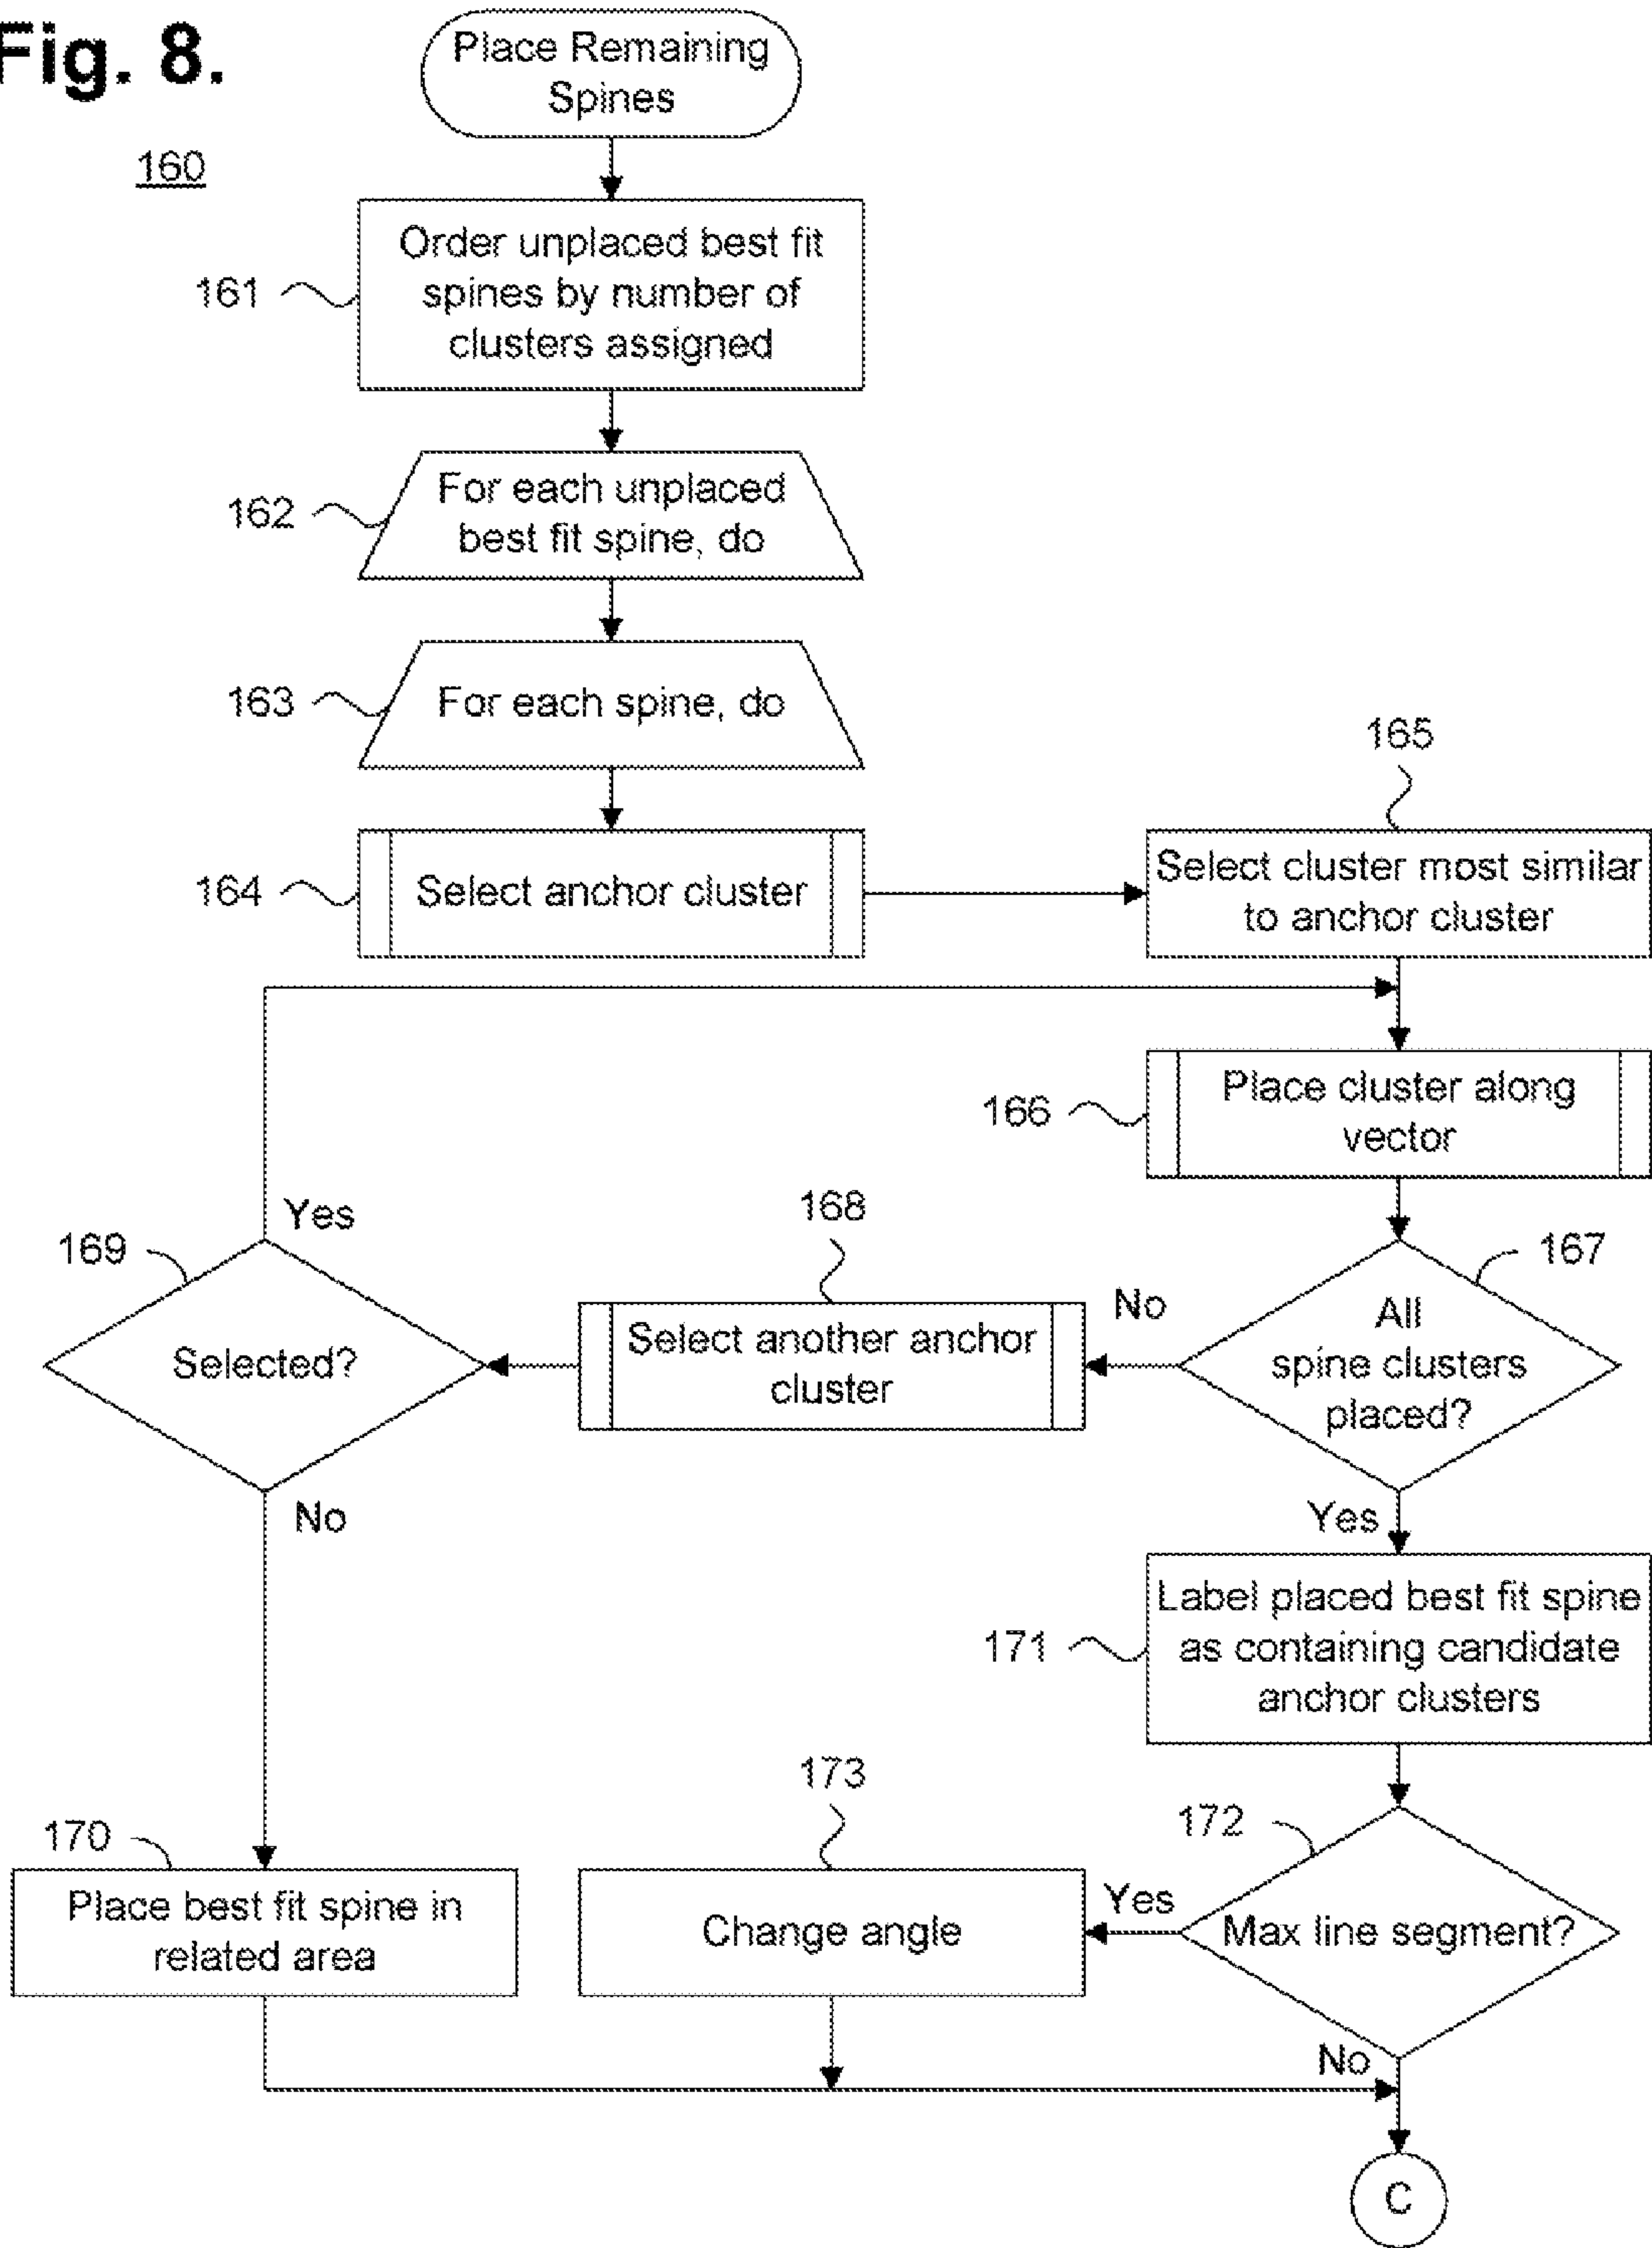 Fig. 8.
160
Place Remaining
Spines
161
Order unplaced best fit
spines by number of
clusters assigned
162
For each unplaced
best fit spine, do
163
For each spine, do
164
Select anchor cluster
165
Select cluster most similar
to anchor cluster
166
Place cluster along
vector
167
All
spine clusters
placed?
No
168
Select another anchor
cluster
169
Selected?
Yes
No
170
Place best fit spine in
related area
Yes
171
Label placed best fit spine
as containing candidate
anchor clusters
172
Max line segment?
Yes
173
Change angle
No
C